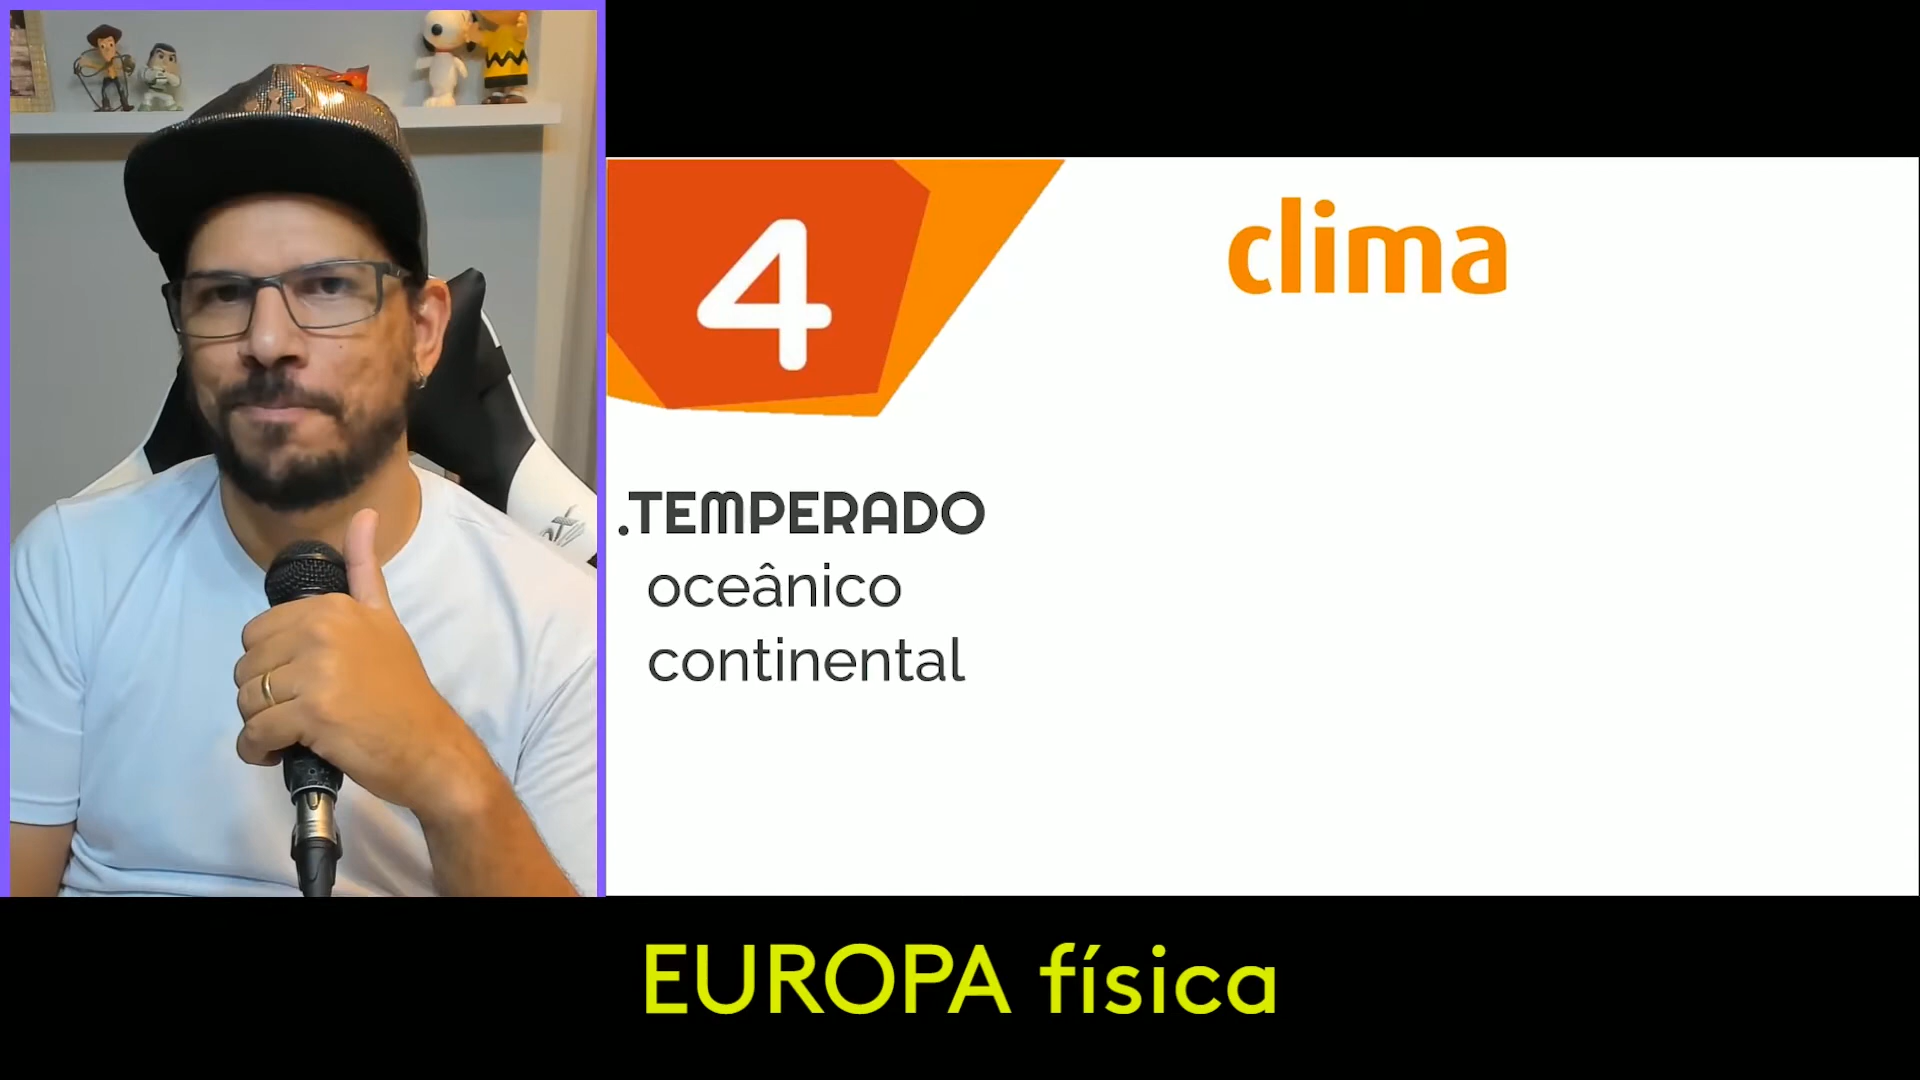 4
clima
.TEMPERADO
oceânico
continental
EUROPA física